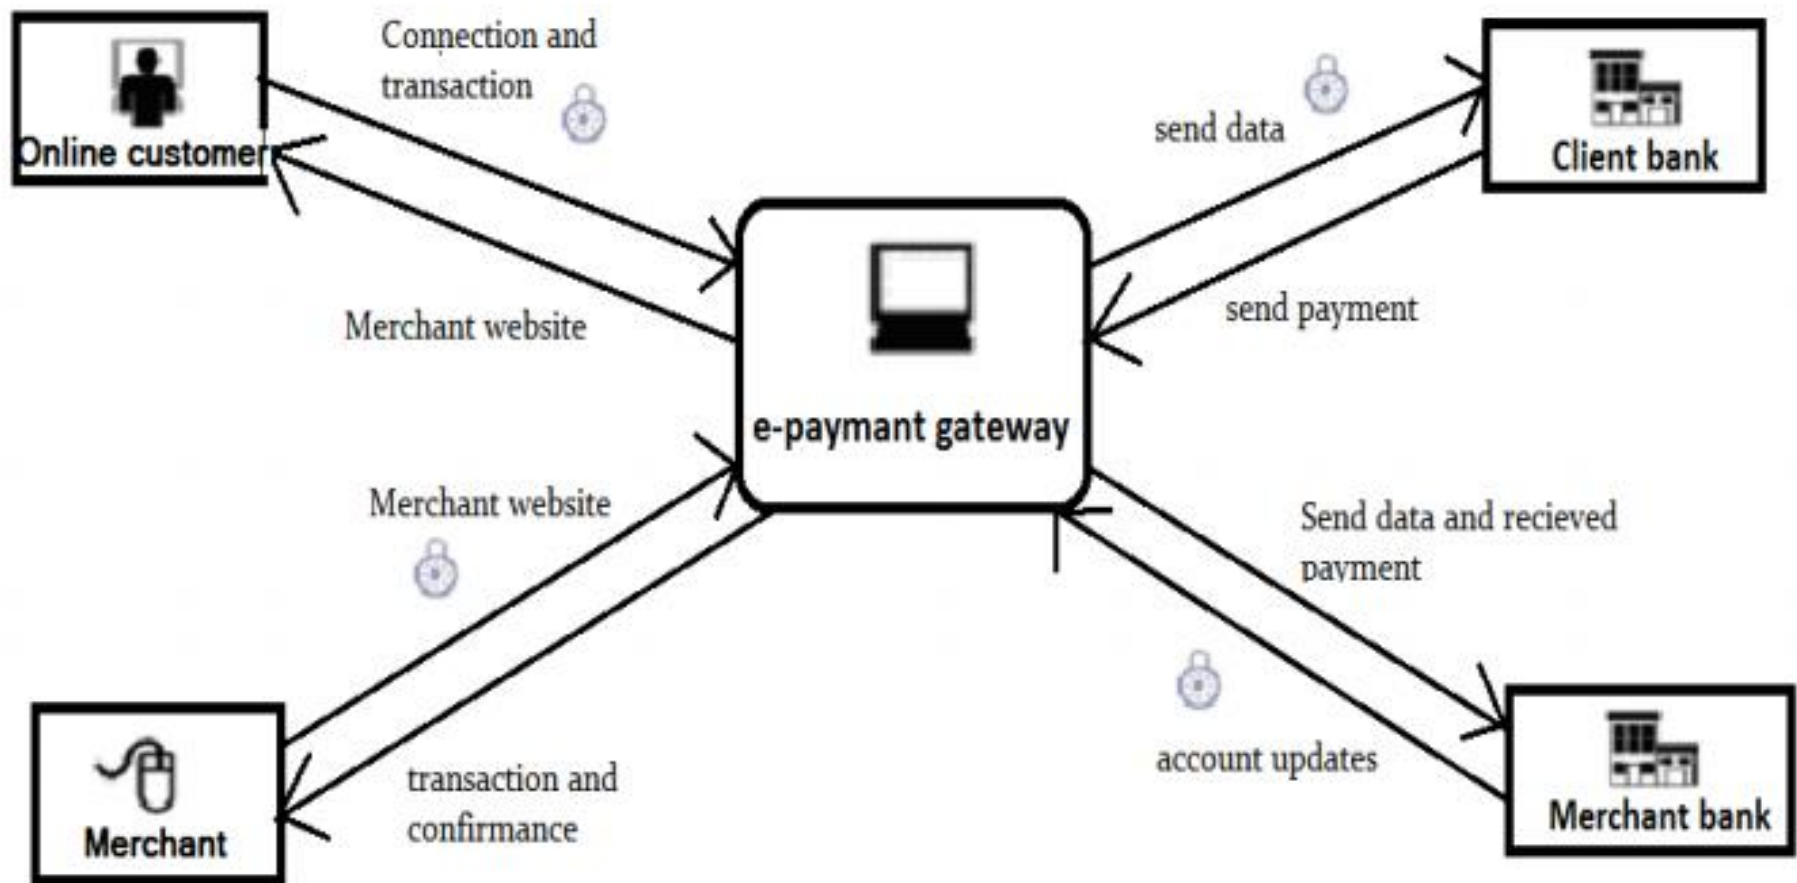 Connection and
transaction
Online customer
send data
Client bank
Merchant website
send payment
e-paymant gateway
Merchant website
Send data and recieved
payment
transaction and
confirmance
account updates
Merchant
Merchant bank